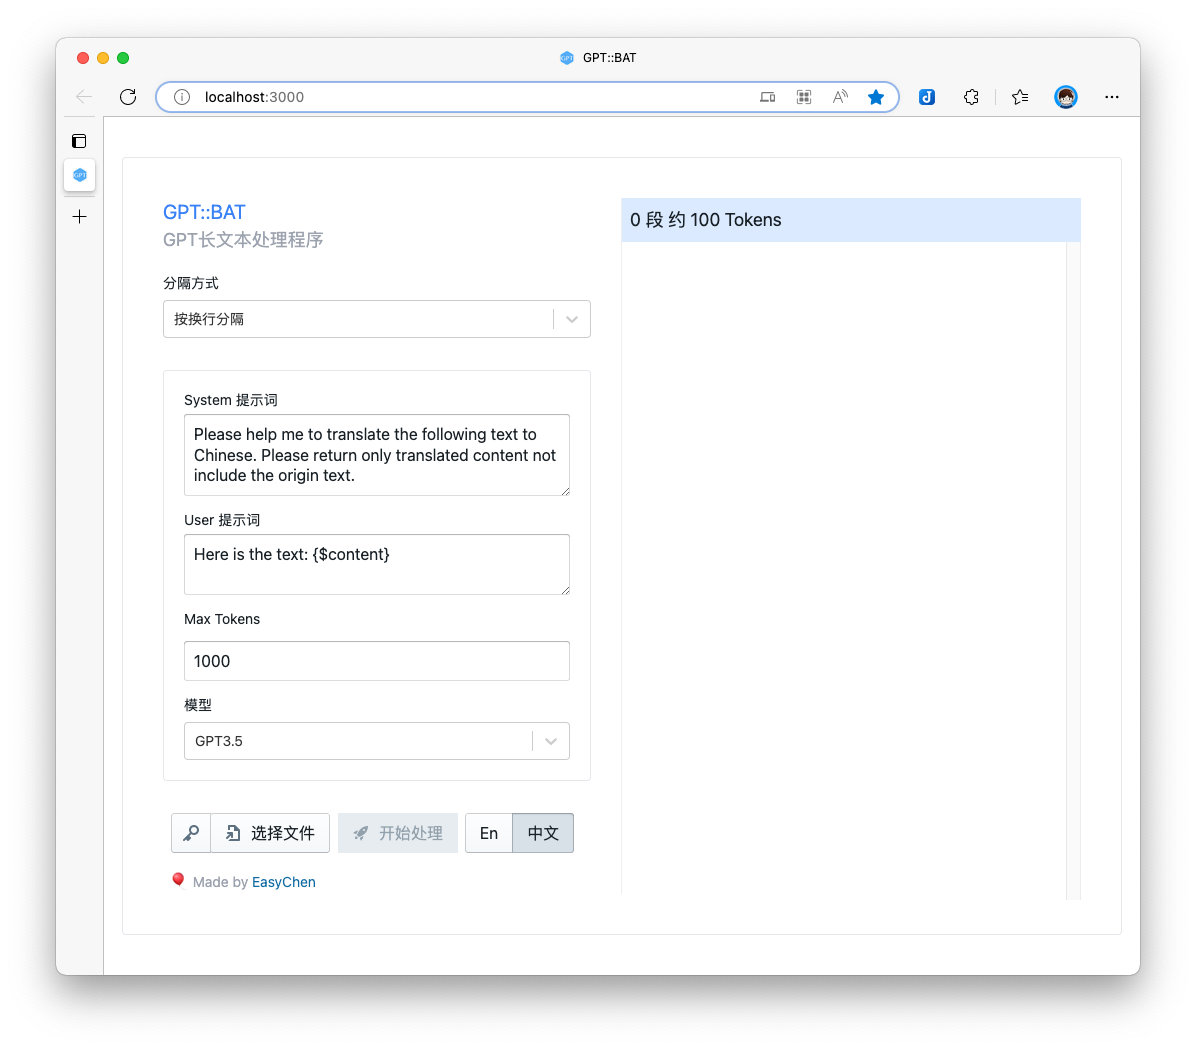 GPT::BAT
localhost:3000
GPT::BAT
GPT长文本处理程序
分隔方式
按换行分隔
System 提示词
Please help me to translate the following text to
Chinese. Please return only translated content not
include the origin text.
User 提示词
Here is the text: {$content}
Max Tokens
1000
模型
GPT3.5
选择文件
开始处理
En
中文
Made by EasyChen
0 段 约 100 Tokens